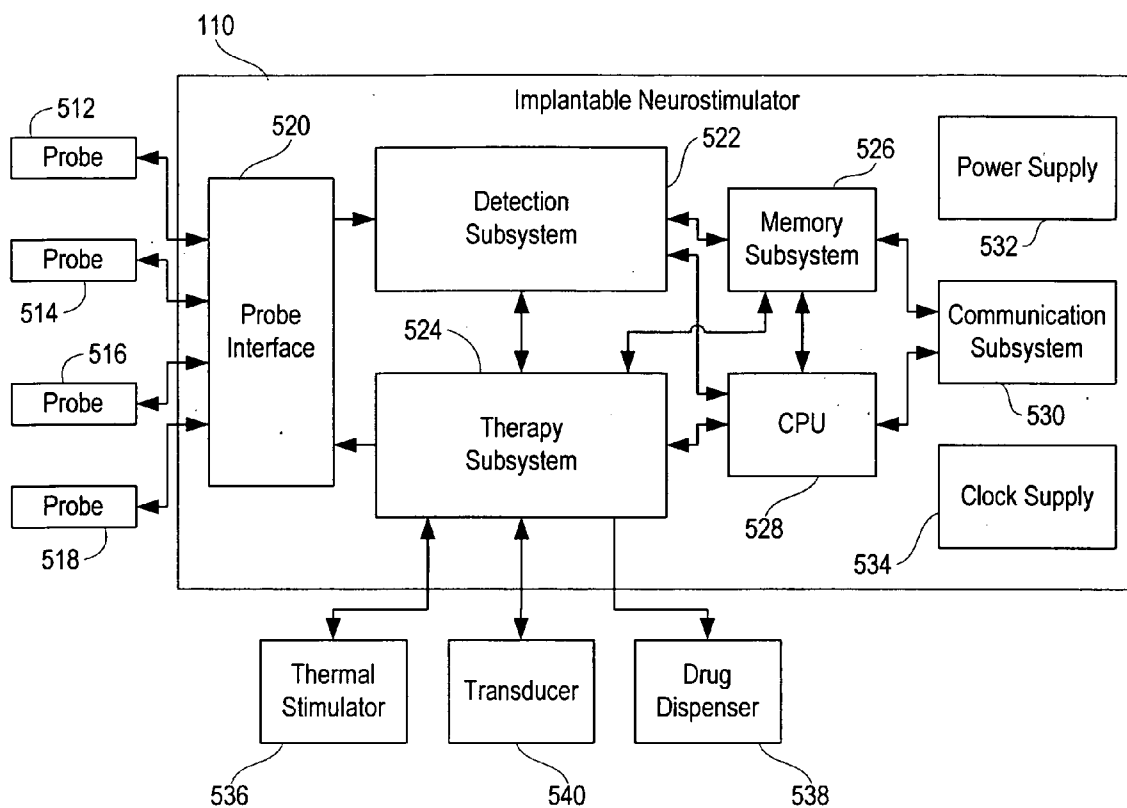 110
Implantable Neurostimulator
512
Probe
514
Probe
516
Probe
518
Probe
520
Probe
Interface
522
Detection
Subsystem
524
Therapy
Subsystem
526
Memory
Subsystem
528
CPU
Power Supply
532
Communication
Subsystem
530
Clock Supply
534
Thermal
Stimulator
536
Transducer
540
Drug
Dispenser
538